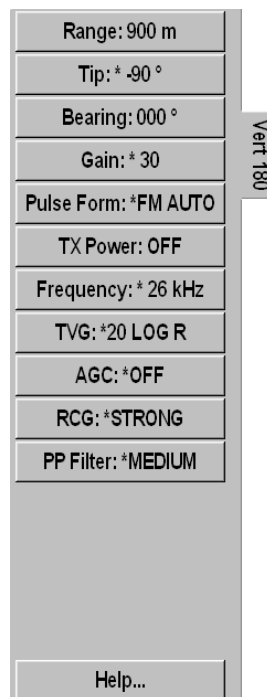 Range: 900 m
Tip: * -90 °
Bearing: 000 °
Gain: * 30
Pulse Form: *FM AUTO
TX Power: OFF
Frequency: * 26 kHz
TVG: *20 LOG R
AGC: *OFF
RCG: *STRONG
PP Filter: *MEDIUM
Help...
Vert 180